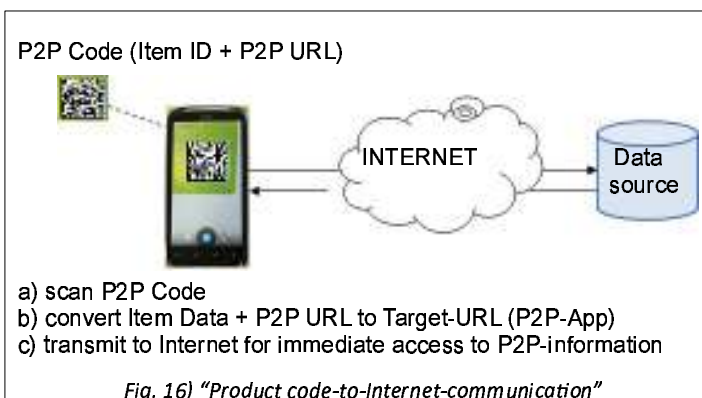 P2P Code (Item ID + P2P URL)
INTERNET
Data
source
a) scan P2P Code
b) convert Item Data + P2P URL to Target-URL (P2P-App)
c) transmit to Internet for immediate access to P2P-information
Fig. 16) “Product code-to-Internet-communication”